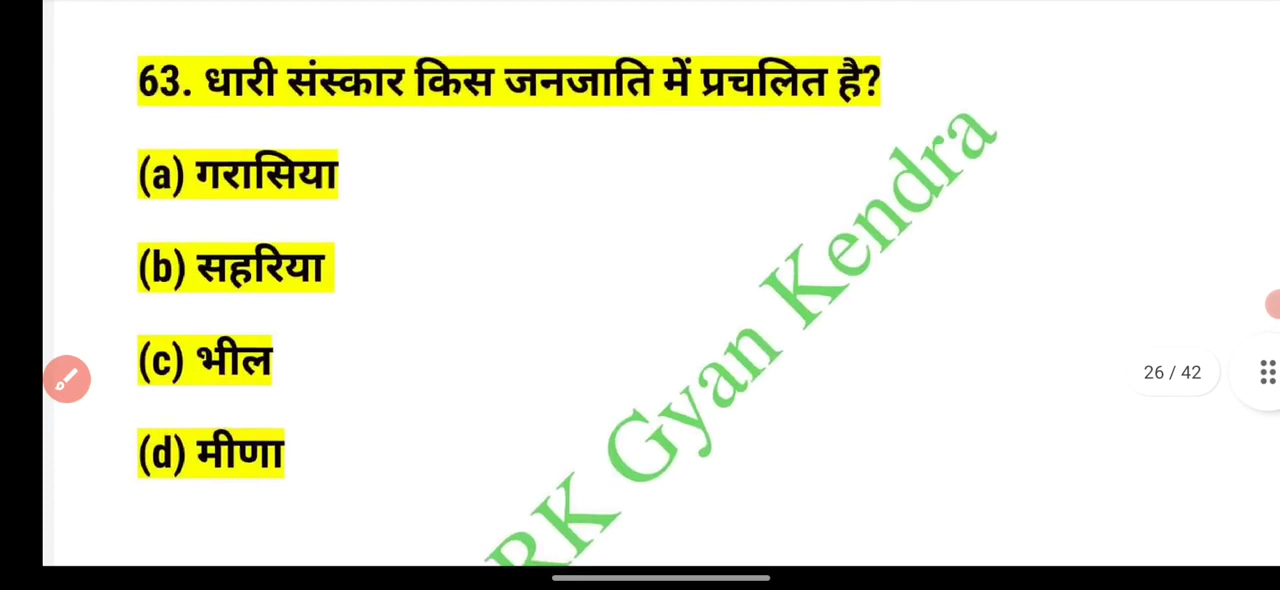 63. धारी संस्कार किस जनजाति में प्रचलित है?
(a) गरासिया
(b) सहरिया
(c) भील
(d) मीणा
RK Gyan Kendra
26 / 42